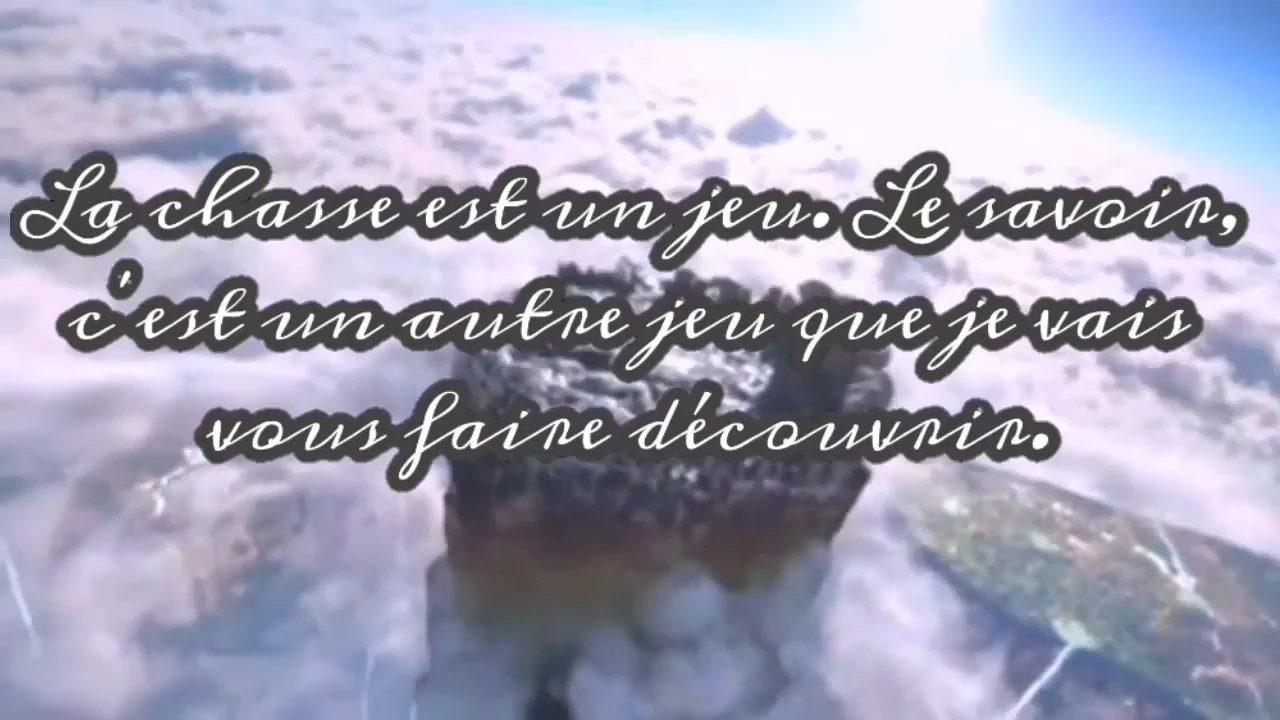 La chasse est un jeu. Le savoir,
c'est un autre jeu que je vais
vous faire découvrir.